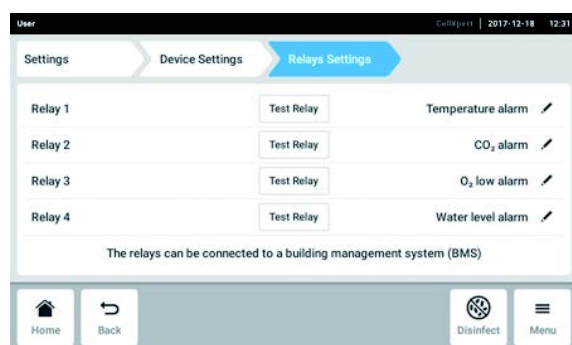 User CellXpert | 2017-12-18 12:31
Settings Device Settings Relays Settings
Relay 1 Test Relay Temperature alarm
Relay 2 Test Relay CO₂ alarm
Relay 3 Test Relay O₂ low alarm
Relay 4 Test Relay Water level alarm
The relays can be connected to a building management system (BMS)
Home Back Disinfect Menu